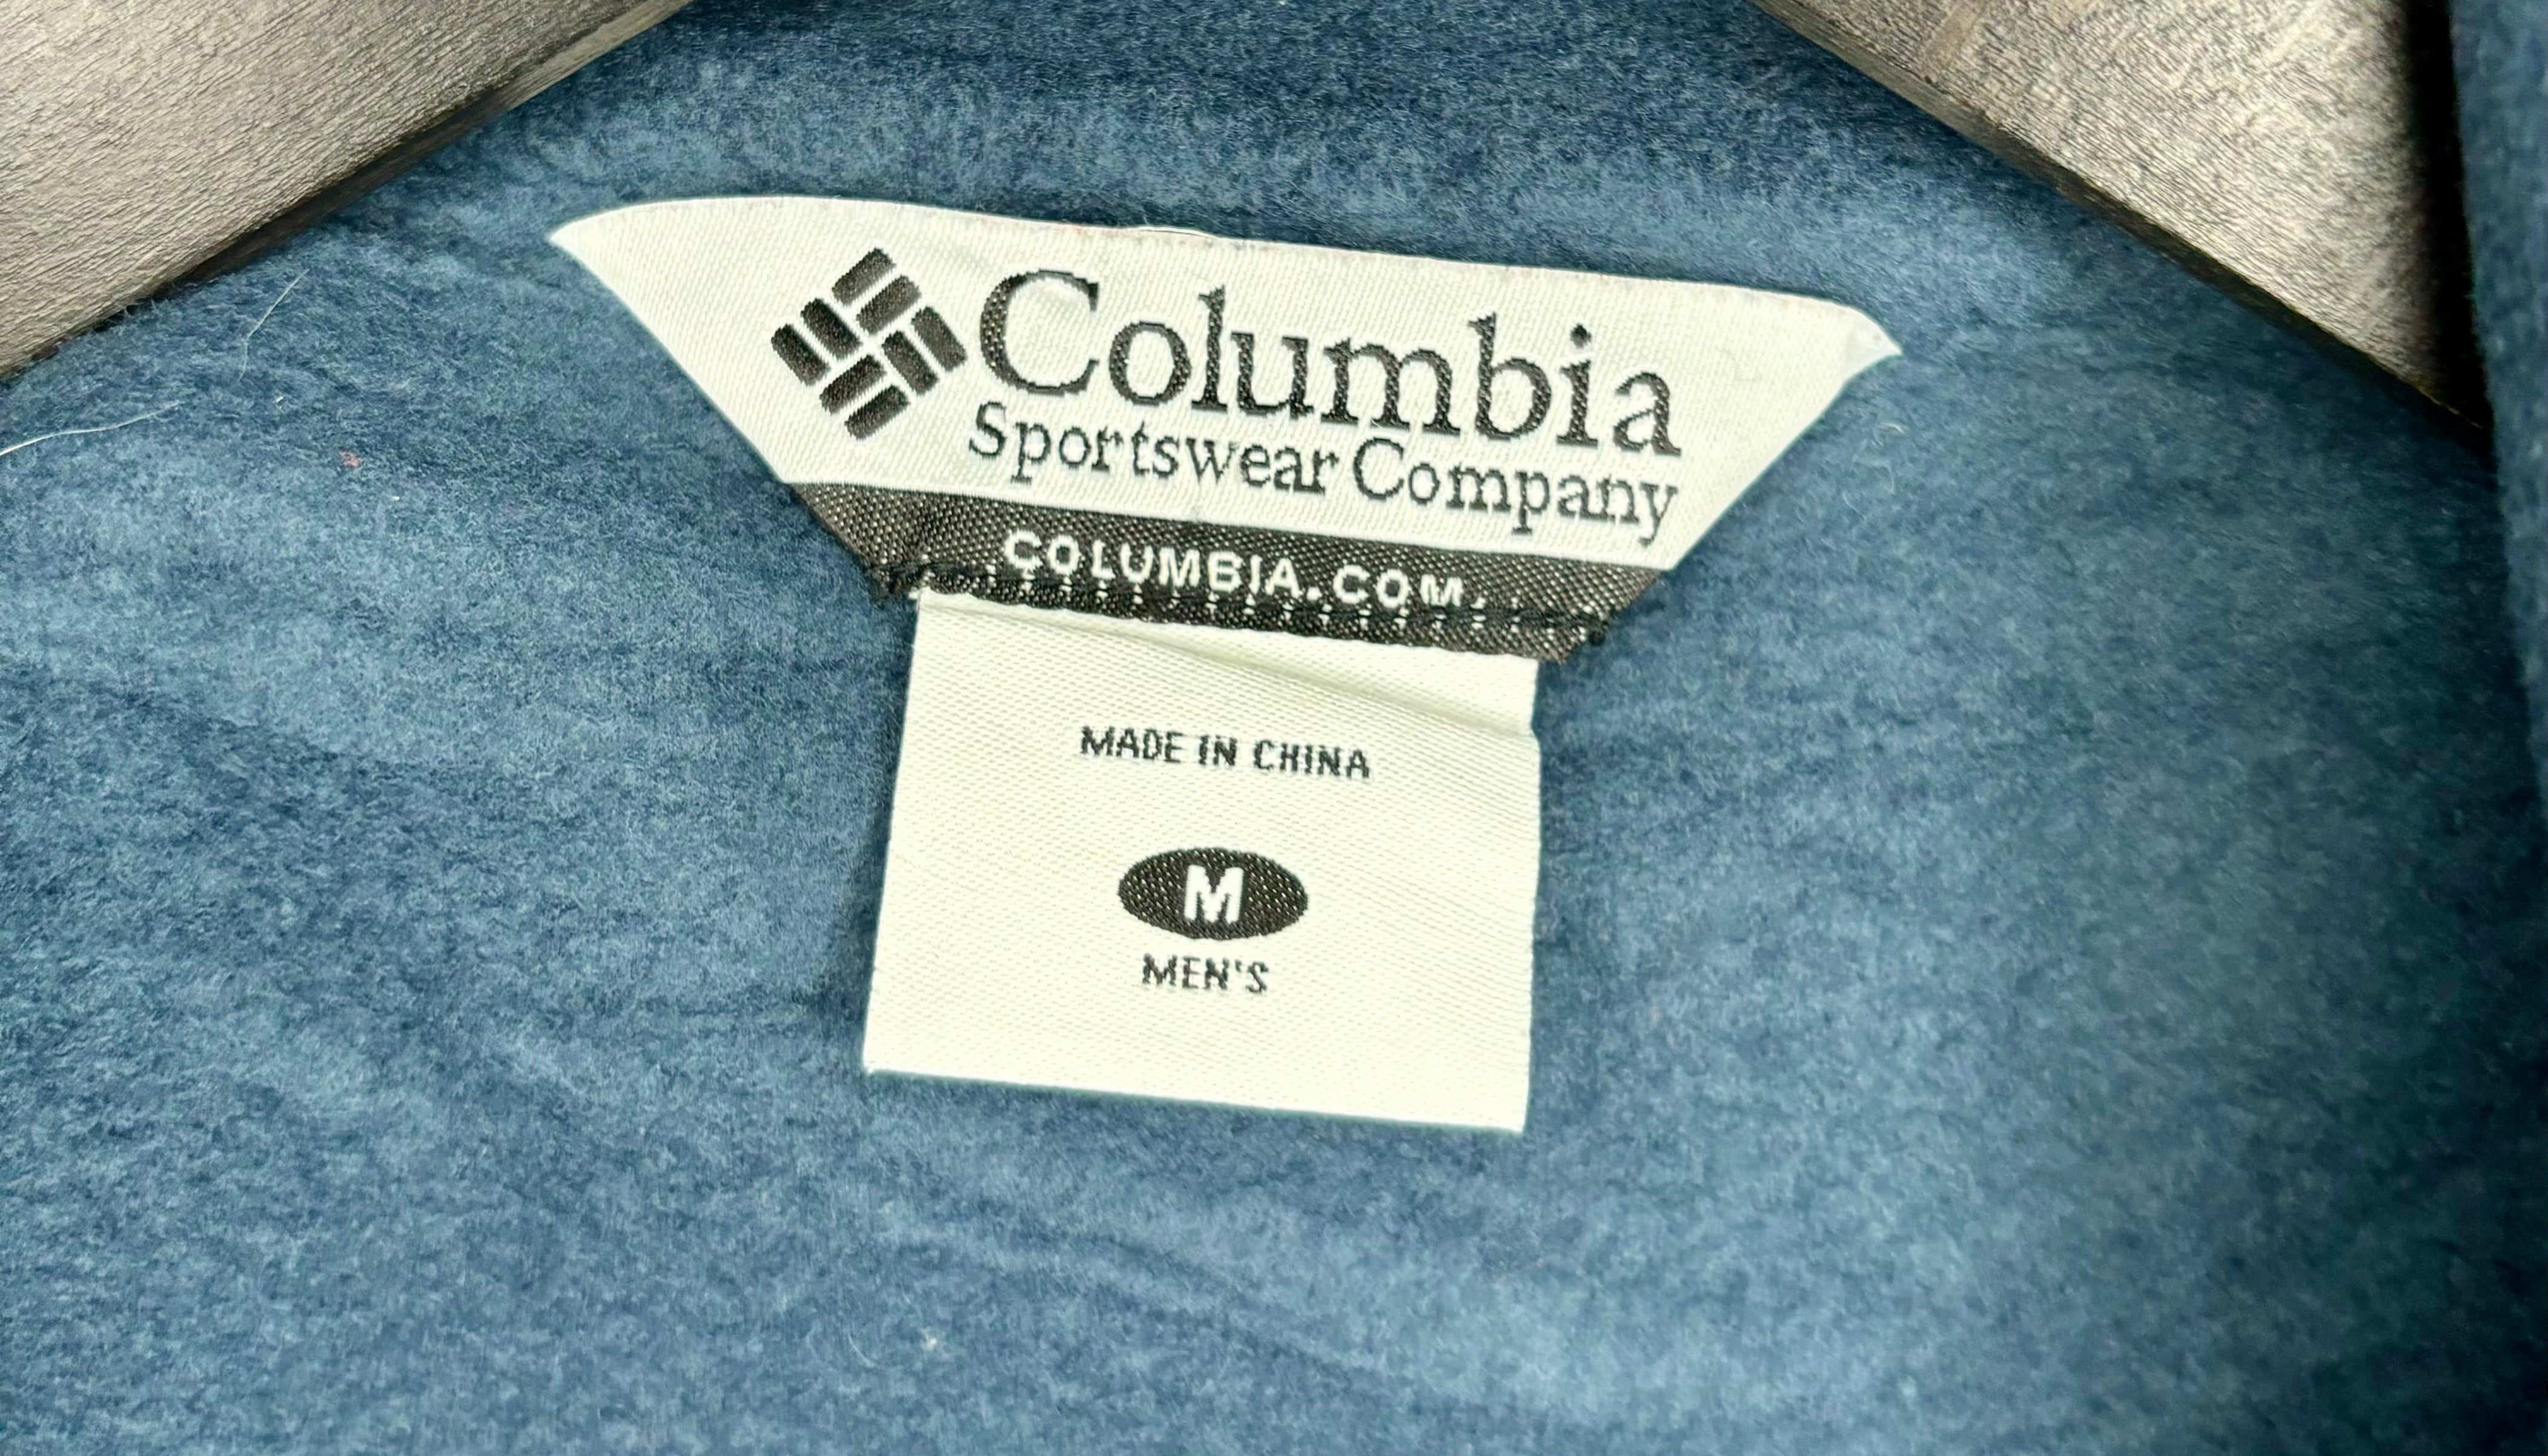 Columbia
Sportswear Company
COLUMBIA.COM
MADE IN CHINA
M
MEN'S